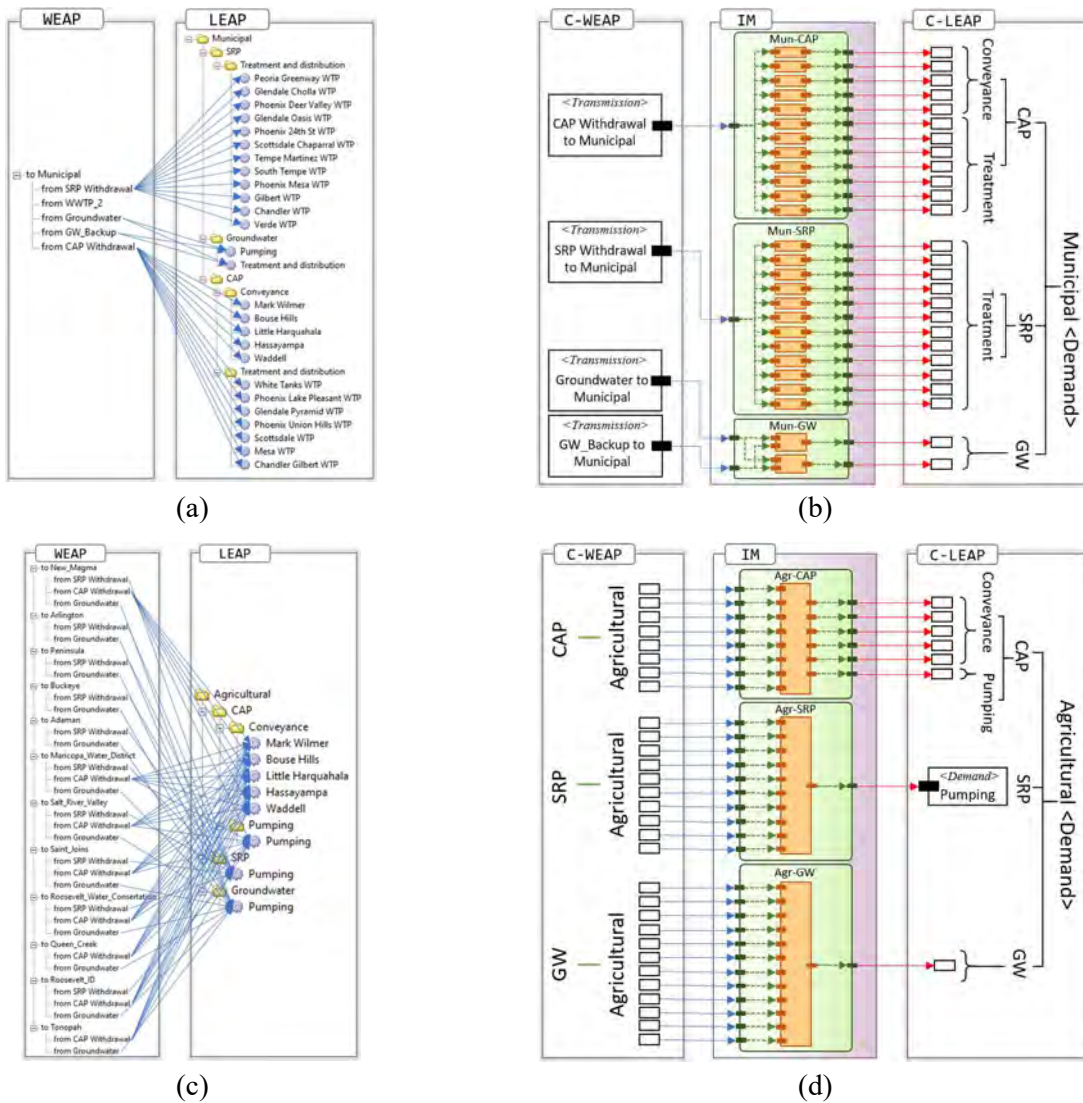 WEAP
LEAP
to Municipal
from SRP Withdrawal
from WWTP_2
from Groundwater
from GW_Backup
from CAP Withdrawal
Municipal
SRP
Treatment and distribution
Peoria Greenway WTP
Glendale Cholla WTP
Phoenix Deer Valley WTP
Glendale Oasis WTP
Phoenix 24th St WTP
Scottsdale Chaparral WTP
Tempe Martinez WTP
South Tempe WTP
Phoenix Mesa WTP
Gilbert WTP
Chandler WTP
Verde WTP
Groundwater
Pumping
Treatment and distribution
CAP
Conveyance
Mark Wilmer
Bouse Hills
Little Harquahala
Hassayampa
Waddell
Treatment and distribution
White Tanks WTP
Phoenix Lake Pleasant WTP
Glendale Pyramid WTP
Phoenix Union Hills WTP
Scottsdale WTP
Mesa WTP
Chandler Gilbert WTP
(a)
C-WEAP
IM
C-LEAP
<Transmission>
CAP Withdrawal
to Municipal
<Transmission>
SRP Withdrawal
to Municipal
<Transmission>
Groundwater to
Municipal
<Transmission>
GW_Backup to
Municipal
Mun-CAP
Mun-SRP
Mun-GW
Conveyance
Treatment
CAP
Treatment
SRP
GW
Municipal <Demand>
(b)
WEAP
LEAP
to New_Magma
from SRP Withdrawal
from CAP Withdrawal
from Groundwater
to Arlington
from SRP Withdrawal
from Groundwater
to Peninsula
from SRP Withdrawal
from Groundwater
to Buckeye
from SRP Withdrawal
from Groundwater
to Adaman
from SRP Withdrawal
from Groundwater
to Maricopa_Water_District
from SRP Withdrawal
from CAP Withdrawal
from Groundwater
to Salt_River_Valley
from SRP Withdrawal
from CAP Withdrawal
from Groundwater
to Saint_Joins
from SRP Withdrawal
from CAP Withdrawal
from Groundwater
to Roosevelt_Water_Consertation
from SRP Withdrawal
from CAP Withdrawal
from Groundwater
to Queen_Creek
from CAP Withdrawal
from Groundwater
to Roosevelt_ID
from SRP Withdrawal
from CAP Withdrawal
from Groundwater
to Tonopah
from CAP Withdrawal
from Groundwater
Agricultural
CAP
Conveyance
Mark Wilmer
Bouse Hills
Little Harquahala
Hassayampa
Waddell
Pumping
Pumping
SRP
Pumping
Groundwater
Pumping
(c)
C-WEAP
IM
C-LEAP
CAP
Agricultural
SRP
Agricultural
GW
Agricultural
Agr-CAP
Agr-SRP
Agr-GW
Conveyance
Pumping
CAP
<Demand>
Pumping
SRP
GW
Agricultural <Demand>
(d)